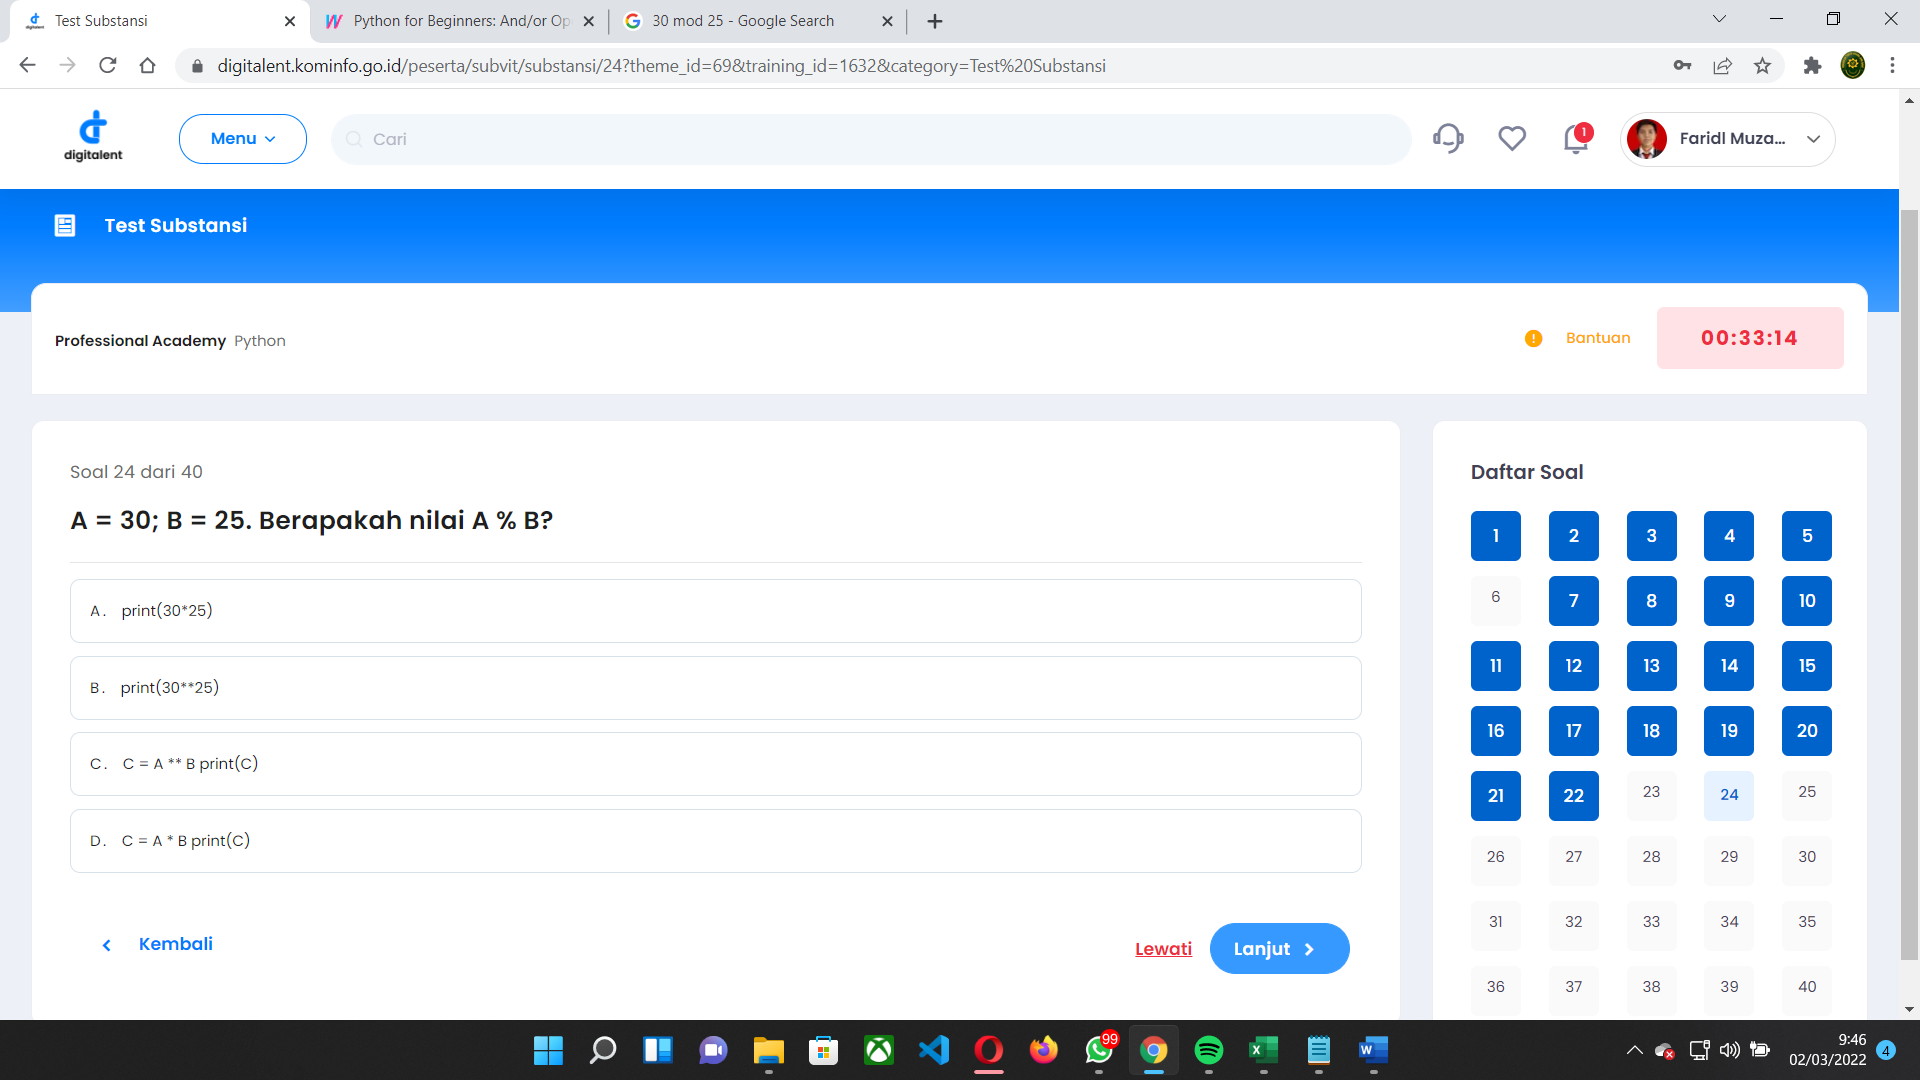 Test Substansi
Python for Beginners: And/or Op
30 mod 25 - Google Search
digitalent.kominfo.go.id/peserta/subvit/substansi/24?theme_id=69&training_id=1632&category=Test%20Substansi
digitalent
Menu
Cari
1
Faridl Muza...
Test Substansi
Professional Academy Python
Bantuan
00:33:14
Soal 24 dari 40
A = 30; B = 25. Berapakah nilai A % B?
A. print(30*25)
B. print(30**25)
C. C = A ** B print(C)
D. C = A * B print(C)
Kembali
Lewati
Lanjut
Daftar Soal
1 2 3 4 5
6 7 8 9 10
11 12 13 14 15
16 17 18 19 20
21 22 23 24 25
26 27 28 29 30
31 32 33 34 35
36 37 38 39 40
99
9:46
02/03/2022
4